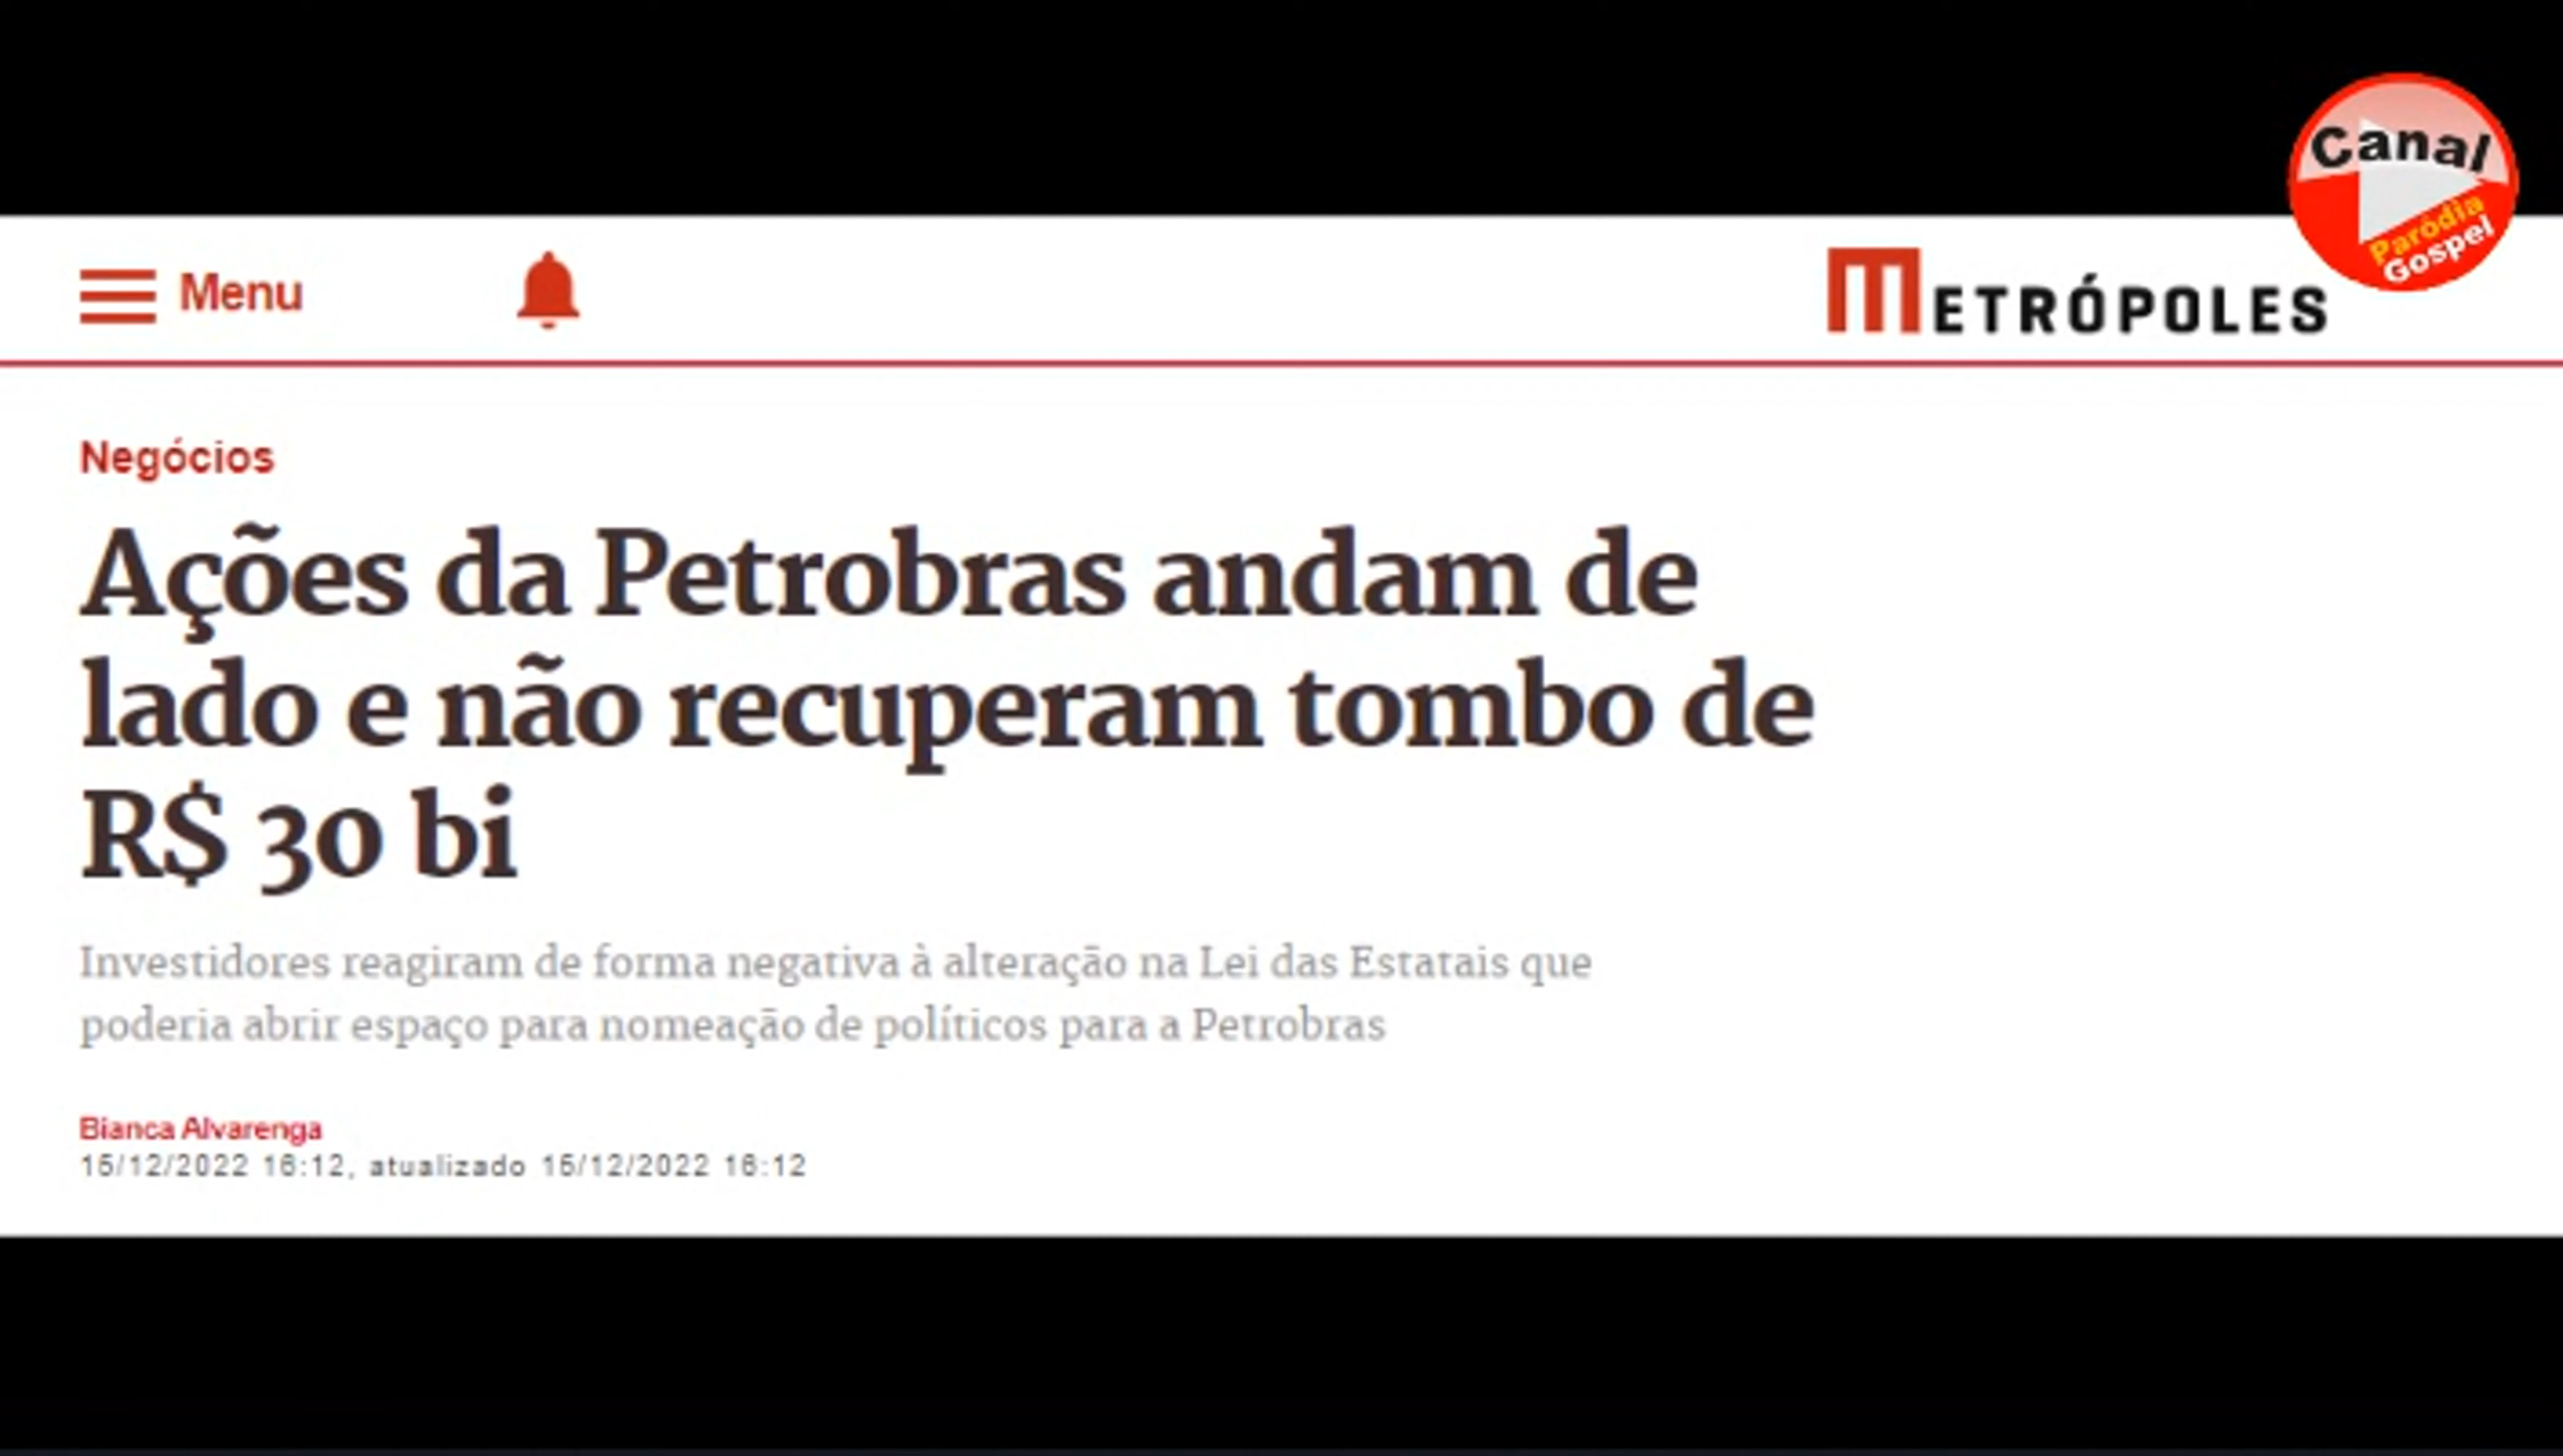 Canal
Paródia
Gospel
Menu
METRÓPOLES
Negócios
Ações da Petrobras andam de
lado e não recuperam tombo de
R$ 30 bi
Investidores reagiram de forma negativa à alteração na Lei das Estatais que
poderia abrir espaço para nomeação de políticos para a Petrobras
Bianca Alvarenga
15/12/2022 16:12, atualizado 15/12/2022 16:12